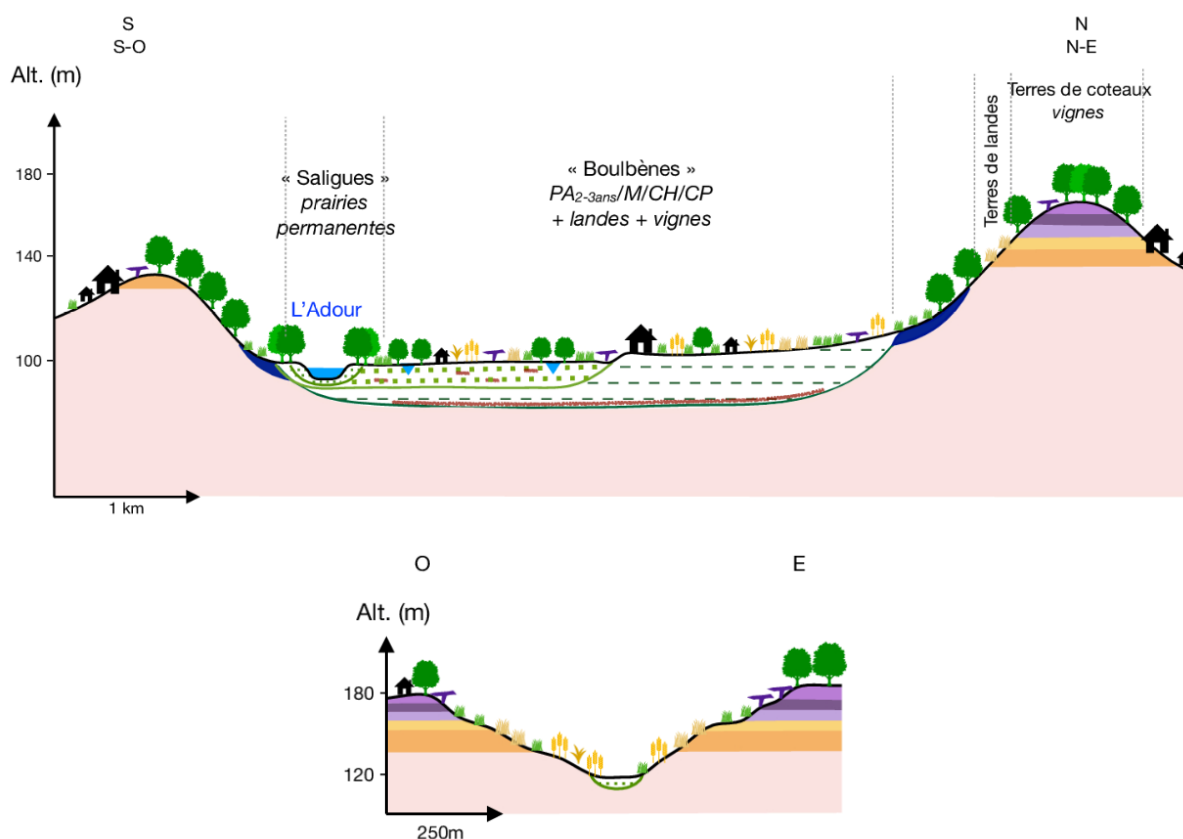 S
S-O
N
N-E
Alt. (m)
Terres de landes
Terres de coteaux
vignes
180
« Saligues »
prairies
permanentes
« Boulbènes »
PA2-3ans/M/CH/CP
+ landes + vignes
140
L'Adour
100
1 km
O
E
Alt. (m)
180
120
250m